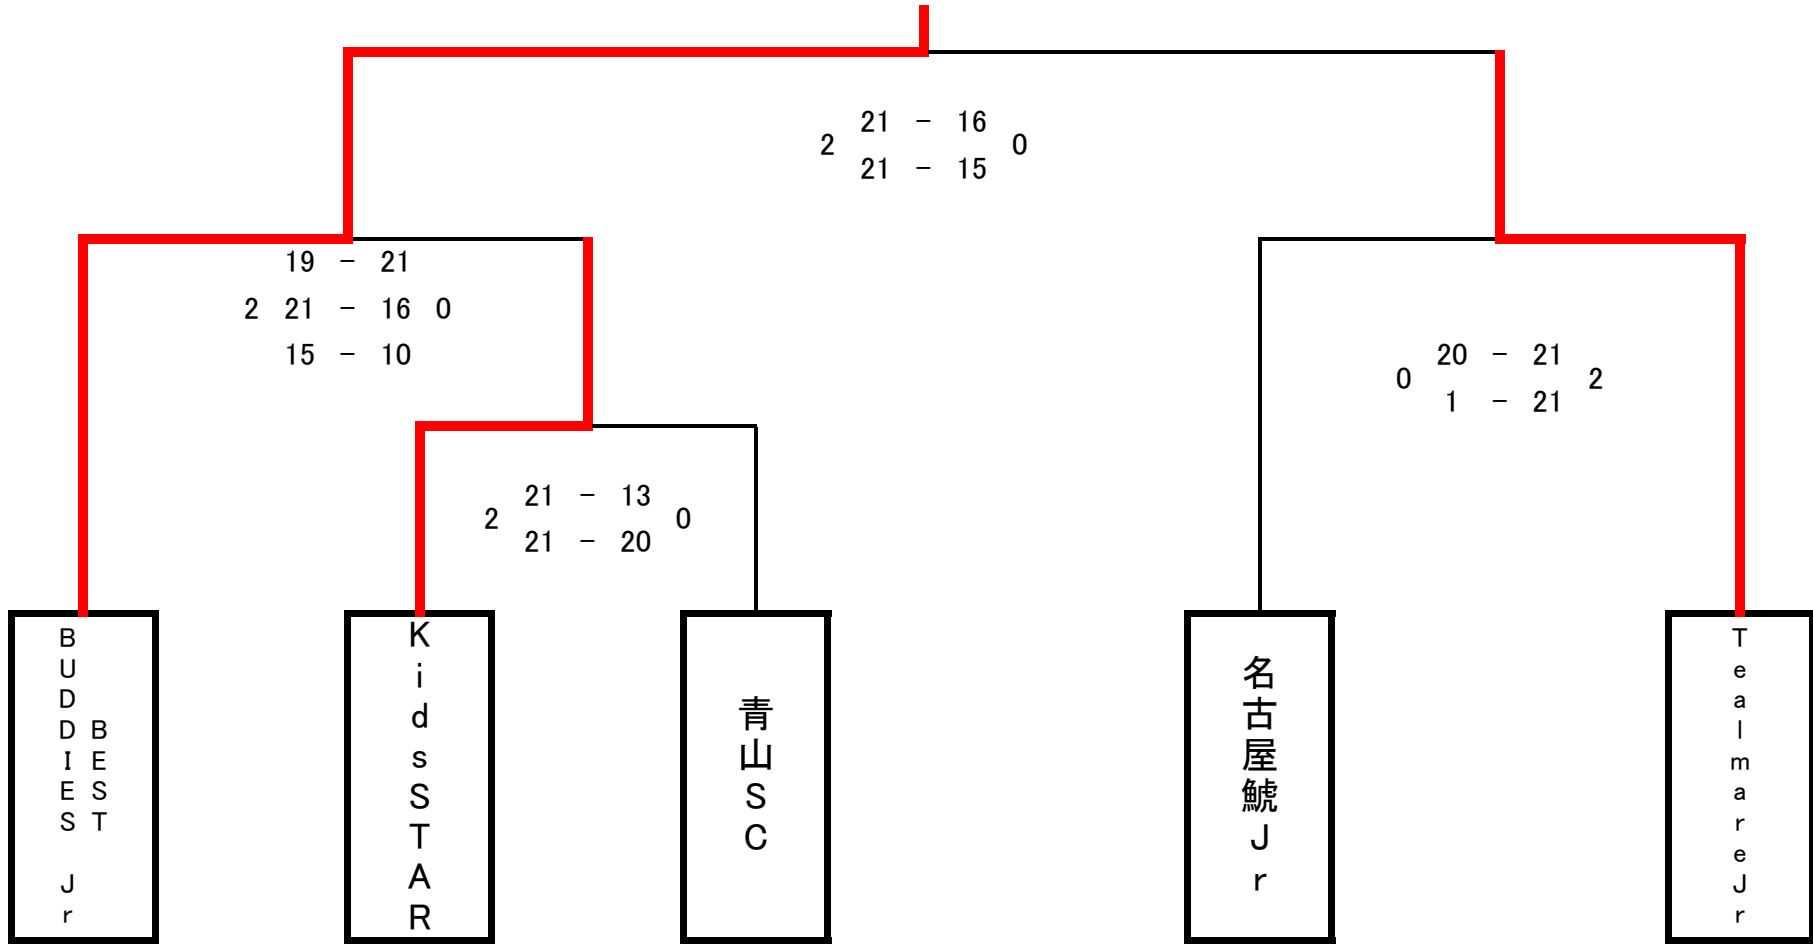 21 - 16
2 0
21 - 15
19 - 21
2 21 - 16 0
15 - 10
20 - 21
0 2
1 - 21
21 - 13
2 0
21 - 20
BEST
BUDDIES Jr
KidsSTAR
青山SC
名古屋鯱Jr
TealmareJr